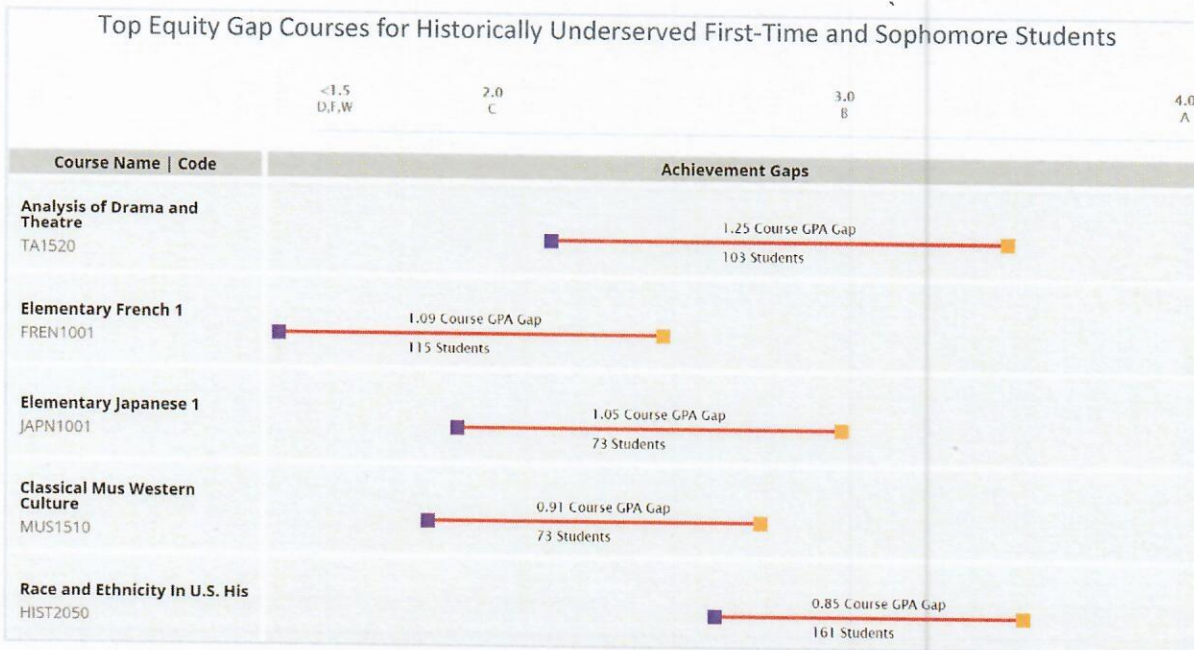 Top Equity Gap Courses for Historically Underserved First-Time and Sophomore Students
<1.5 2.0 3.0 4.0
D,F,W C B A
Course Name | Code Achievement Gaps
Analysis of Drama and
Theatre
TA1520
1.25 Course GPA Gap
103 Students
Elementary French 1
FREN1001
1.09 Course GPA Gap
115 Students
Elementary Japanese 1
JAPN1001
1.05 Course GPA Gap
73 Students
Classical Mus Western
Culture
MUS1510
0.91 Course GPA Gap
73 Students
Race and Ethnicity In U.S. His
HIST2050
0.85 Course GPA Gap
161 Students